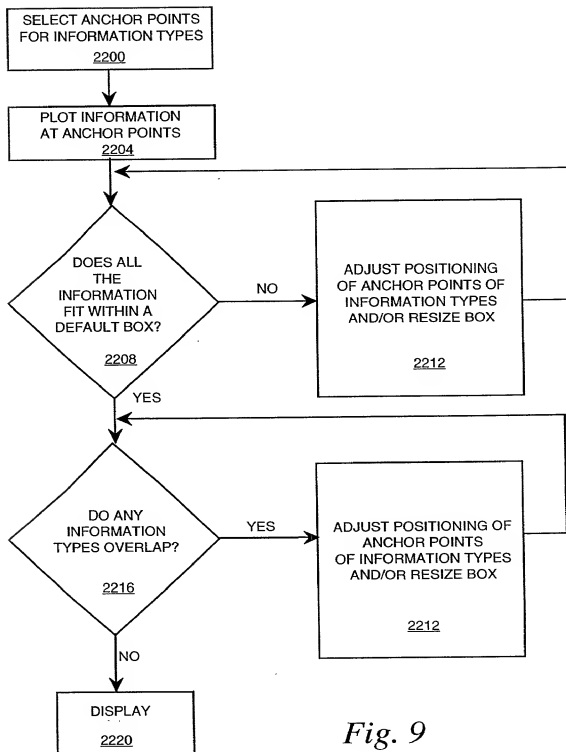 SELECT ANCHOR POINTS
FOR INFORMATION TYPES
2200
PLOT INFORMATION
AT ANCHOR POINTS
2204
DOES ALL
THE
INFORMATION
FIT WITHIN A
DEFAULT BOX?
2208
NO
ADJUST POSITIONING
OF ANCHOR POINTS OF
INFORMATION TYPES
AND/OR RESIZE BOX
2212
YES
DO ANY
INFORMATION
TYPES OVERLAP?
2216
YES
ADJUST POSITIONING OF
ANCHOR POINTS
OF INFORMATION TYPES
AND/OR RESIZE BOX
2212
NO
DISPLAY
2220
Fig. 9